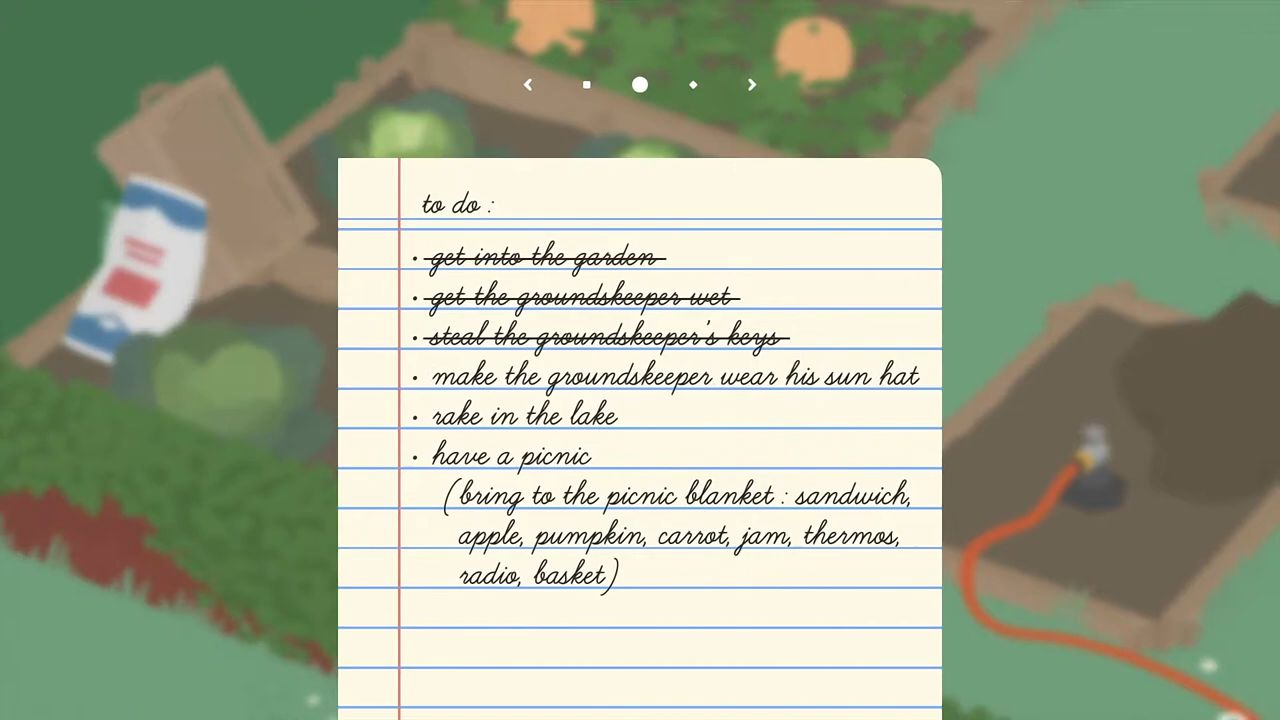 to do :
• get into the garden
• get the groundskeeper wet
• steal the groundskeeper's keys
• make the groundskeeper wear his sun hat
• rake in the lake
• have a picnic
(bring to the picnic blanket : sandwich,
apple, pumpkin, carrot, jam, thermos,
radio, basket)